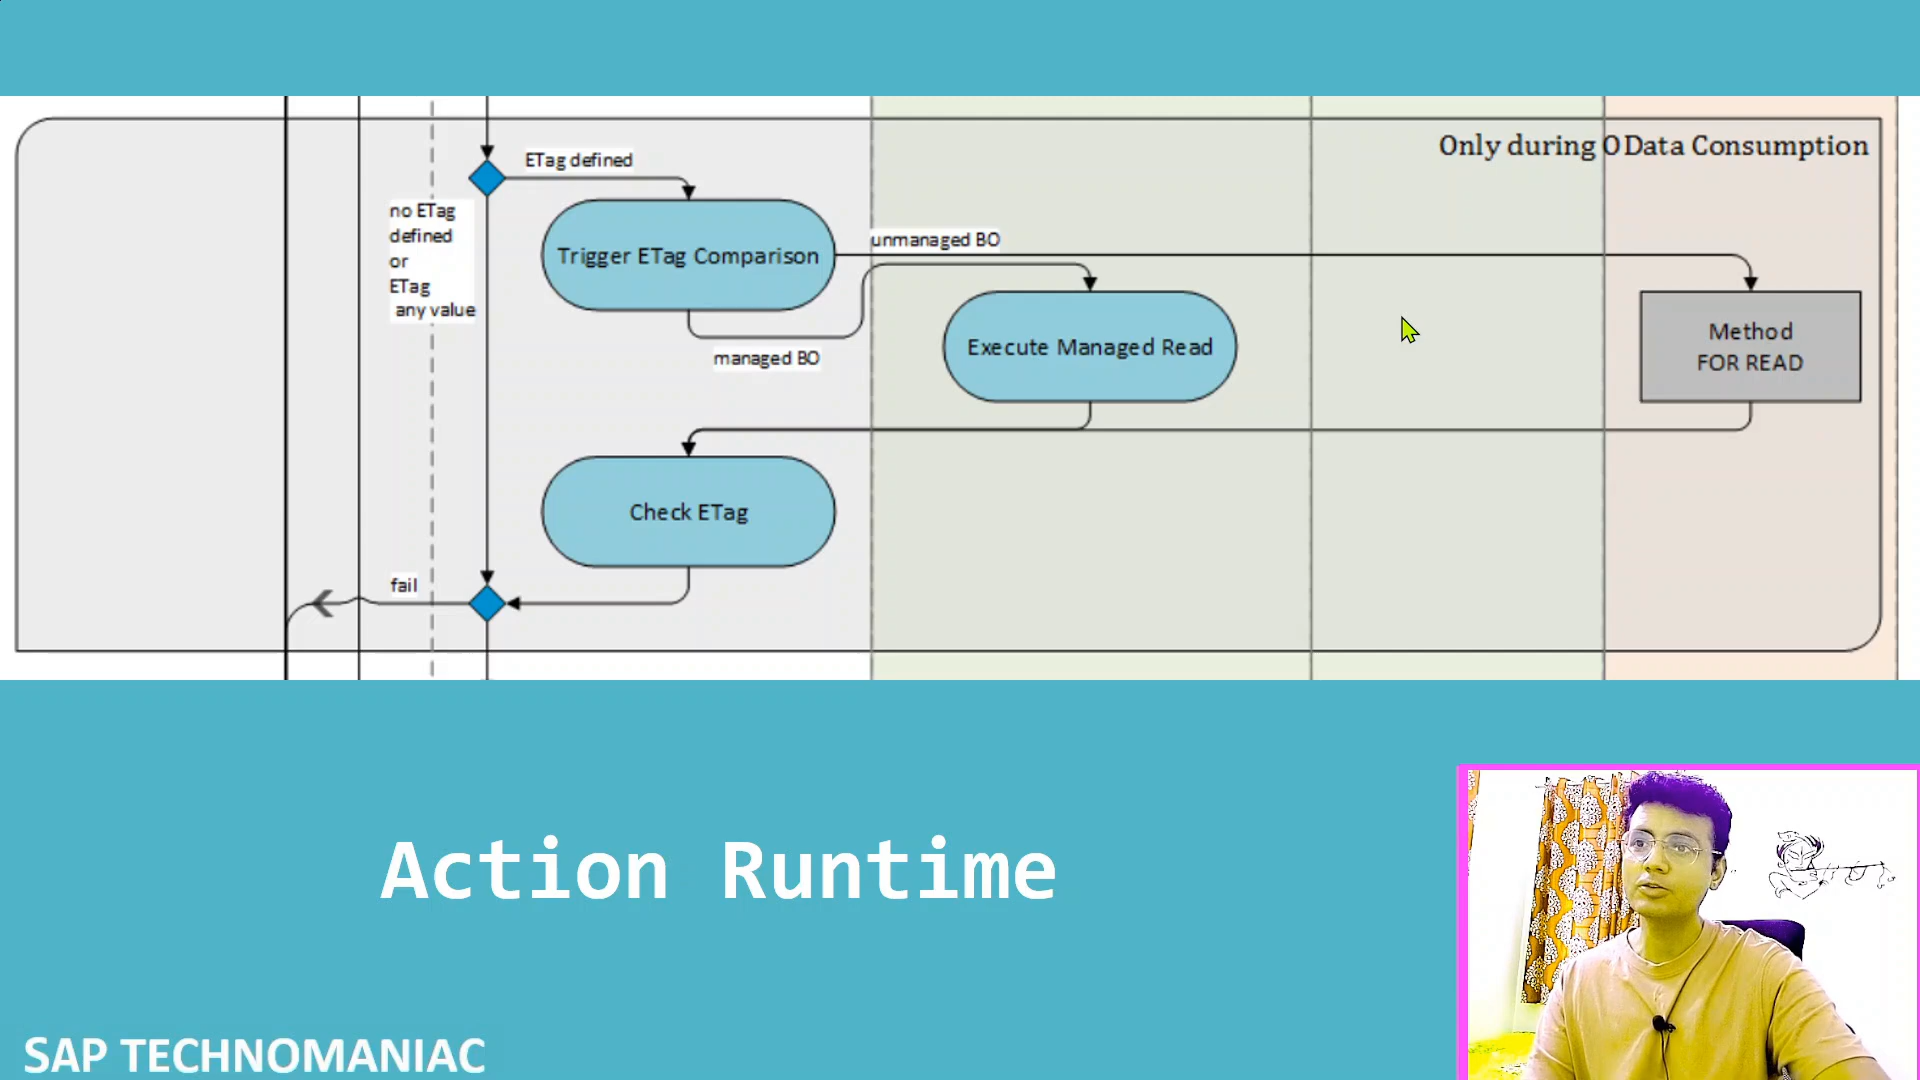 Only during OData Consumption
ETag defined
no ETag
defined
or
ETag
any value
Trigger ETag Comparison
unmanaged BO
managed BO
Execute Managed Read
Method
FOR READ
Check ETag
fail
Action Runtime
SAP TECHNOMANIAC